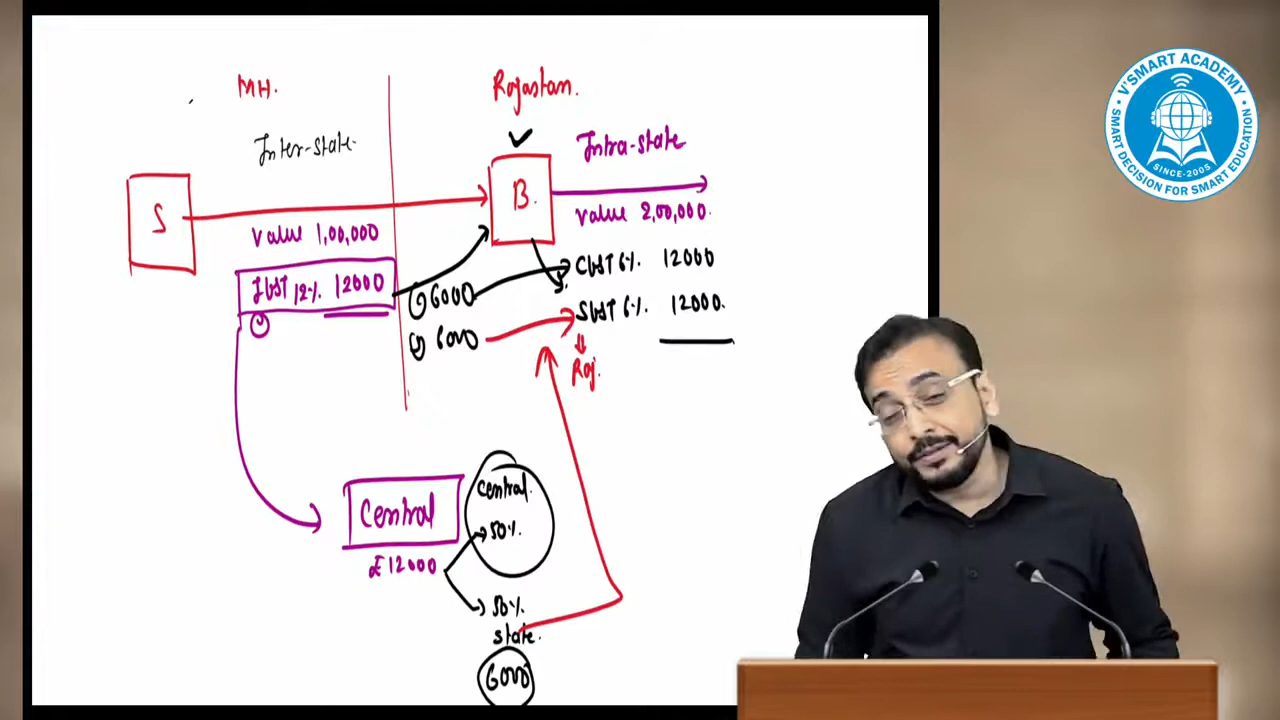 MH.
Rajastan.
Inter-state
Intra-state
S
B.
Value 1,00,000
Value 2,00,000.
IGST 12%. 12000
CGST 6%. 12000
6000
SGST 6%. 12000.
6000
Raj.
Central
₹12000
Central.
50%.
50%.
state.
6000
V'SMART ACADEMY
SINCE-2005
SMART DECISION FOR SMART EDUCATION